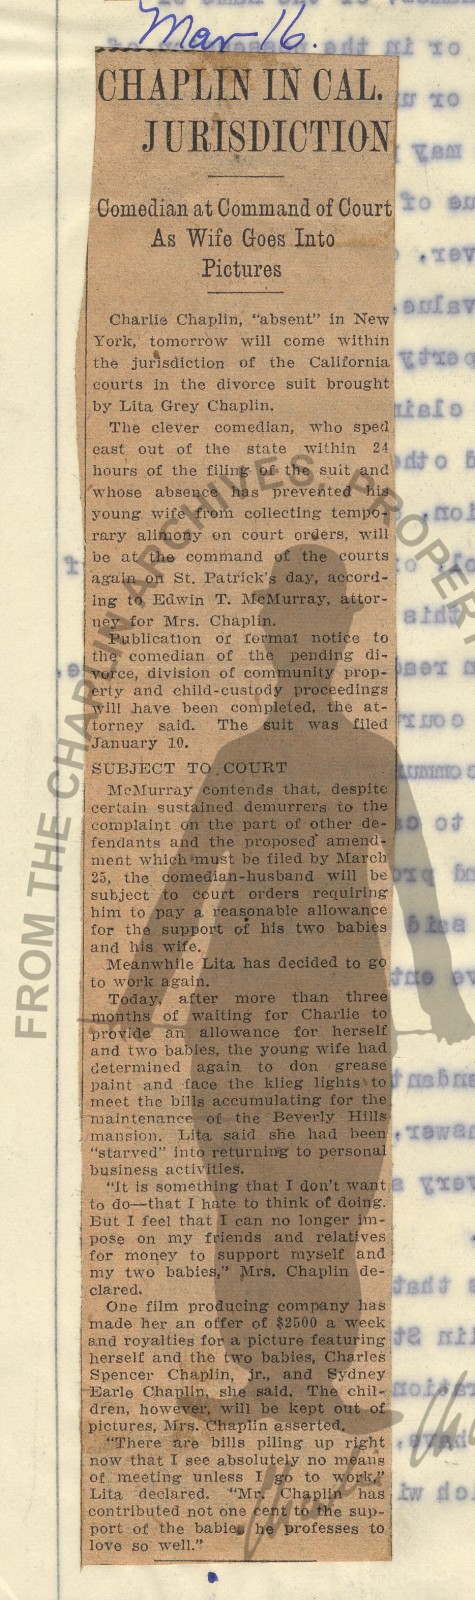 Mar 16.
CHAPLIN IN CAL.
JURISDICTION
Comedian at Command of Court
As Wife Goes Into
Pictures
Charlie Chaplin, "absent" in New
York, tomorrow will come within
the jurisdiction of the California
courts in the divorce suit brought
by Lita Grey Chaplin.
The clever comedian, who sped
east out of the state within 24
hours of the filing of the suit and
whose absence has prevented his
young wife from collecting tempo-
rary alimony on court orders, will
be at the command of the courts
again on St. Patrick's day, accord-
ing to Edwin T. McMurray, attor-
ney for Mrs. Chaplin.
Publication of formal notice to
the comedian of the pending di-
vorce, division of community prop-
erty and child-custody proceedings
will have been completed, the at-
torney said. The suit was filed
January 10.
SUBJECT TO COURT
McMurray contends that, despite
certain sustained demurrers to the
complaint on the part of other de-
fendants and the proposed amend-
ment which must be filed by March
25, the comedian-husband will be
subject to court orders requiring
him to pay a reasonable allowance
for the support of his two babies
and his wife.
Meanwhile Lita has decided to go
to work again.
Today, after more than three
months of waiting for Charlie to
provide an allowance for herself
and two babies, the young wife had
determined again to don grease
paint and face the klieg lights to
meet the bills accumulating for the
maintenance of the Beverly Hills
mansion. Lita said she had been
"starved" into returning to personal
business activities.
"It is something that I don't want
to do—that I hate to think of doing.
But I feel that I can no longer im-
pose on my friends and relatives
for money to support myself and
my two babies," Mrs. Chaplin de-
clared.
One film producing company has
made her an offer of $2500 a week
and royalties for a picture featuring
herself and the two babies, Charles
Spencer Chaplin, jr., and Sydney
Earle Chaplin, she said. The chil-
dren, however, will be kept out of
pictures, Mrs. Chaplin asserted.
"There are bills piling up right
now that I see absolutely no means
of meeting unless I go to work,"
Lita declared. "Mr. Chaplin has
contributed not one cent to the sup-
port of the babies he professes to
love so well."
FROM THE CHAPLIN ARCHIVES, PROPERTY